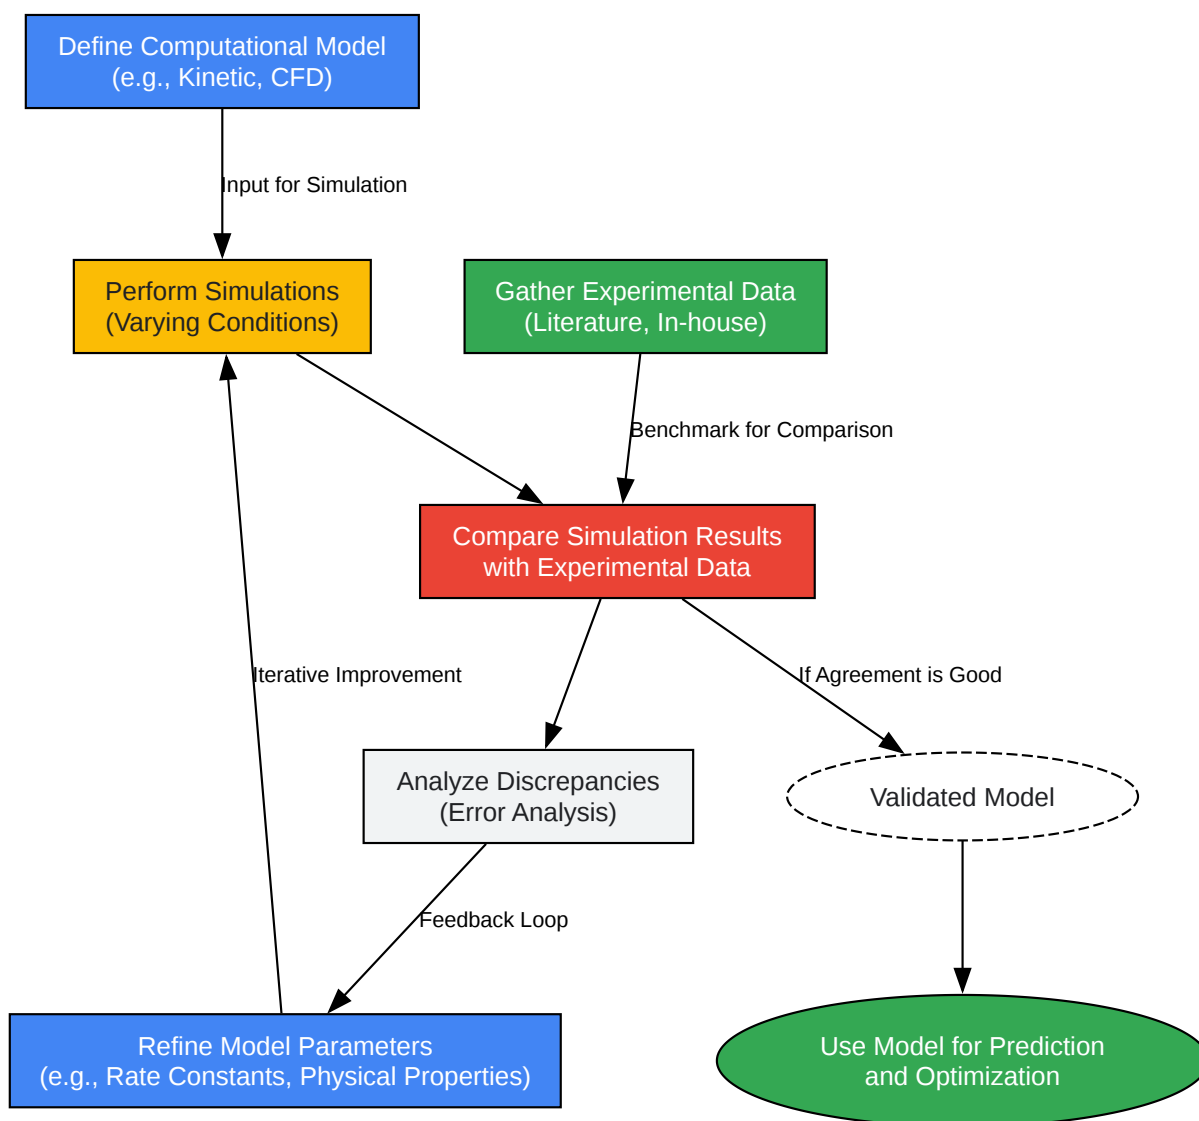 Define Computational Model
(e.g., Kinetic, CFD)
Input for Simulation
Perform Simulations
(Varying Conditions)
Gather Experimental Data
(Literature, In-house)
Benchmark for Comparison
Compare Simulation Results
with Experimental Data
Iterative Improvement
If Agreement is Good
Analyze Discrepancies
(Error Analysis)
Validated Model
Feedback Loop
Refine Model Parameters
(e.g., Rate Constants, Physical Properties)
Use Model for Prediction
and Optimization